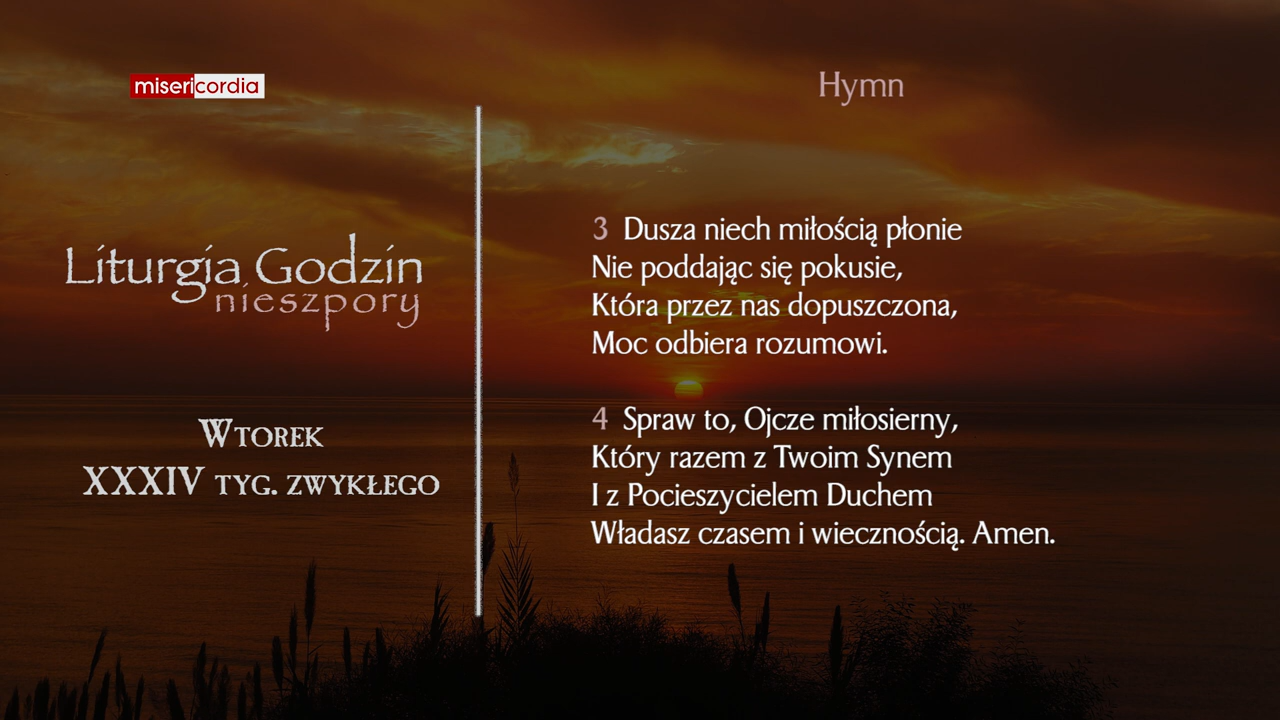 misericordia
Hymn
Liturgia Godzin
nieszpory
Wtorek
XXXIV tyg. zwykłego
3 Dusza niech miłością płonie
Nie poddając się pokusie,
Która przez nas dopuszczona,
Moc odbiera rozumowi.
4 Spraw to, Ojcze miłosierny,
Który razem z Twoim Synem
I z Pocieszycielem Duchem
Władasz czasem i wiecznością. Amen.